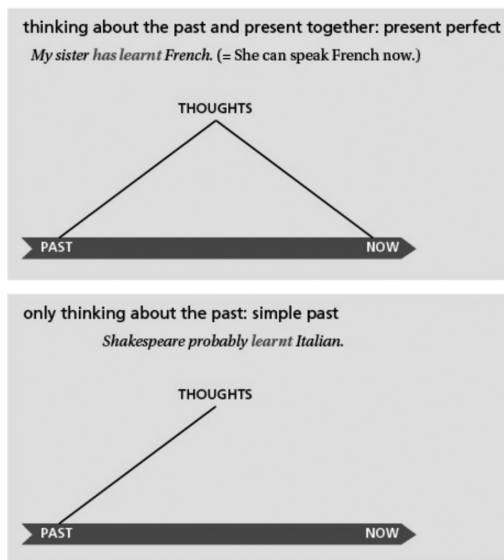 thinking about the past and present together: present perfect
My sister has learnt French. (= She can speak French now.)
THOUGHTS
PAST NOW
only thinking about the past: simple past
Shakespeare probably learnt Italian.
THOUGHTS
PAST NOW